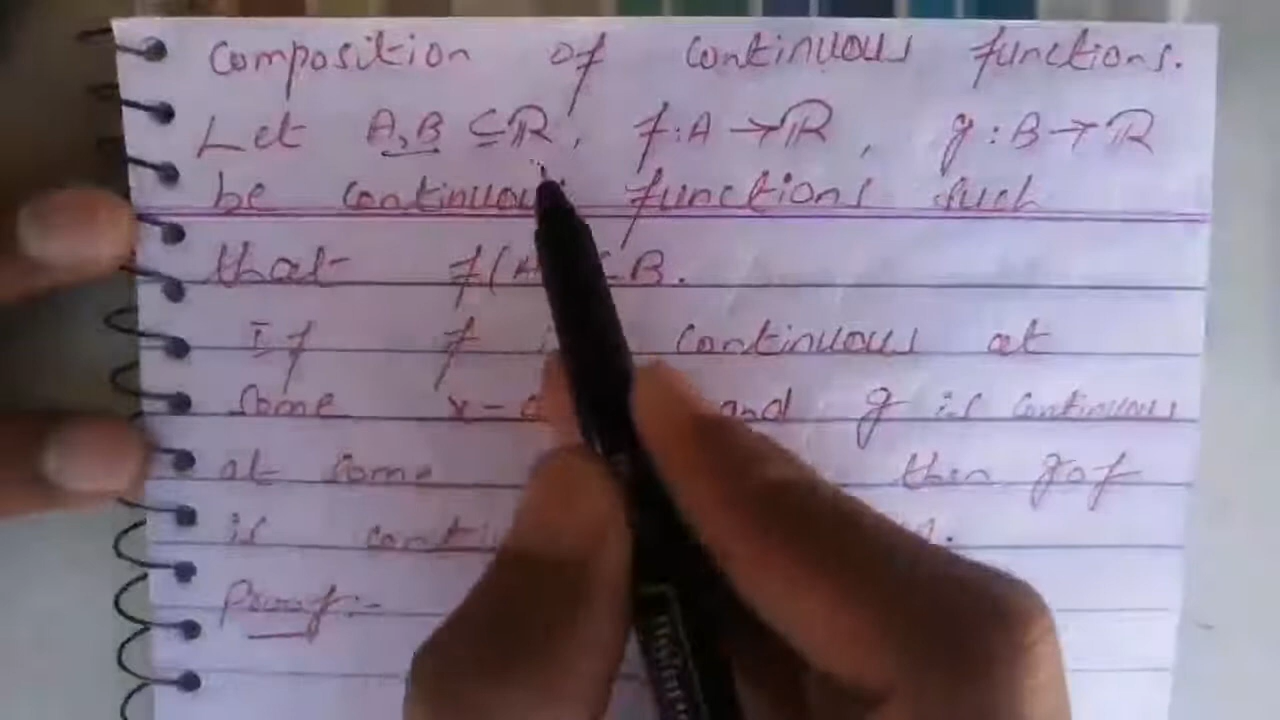 Composition of continuous functions.
Let A,B ⊆ ℝ, f : A → ℝ, g : B → ℝ
be continuous functions such
that f(A) ⊆ B.
If f continuous at
Some and g is continuous
at some then gof
is
Proof:-